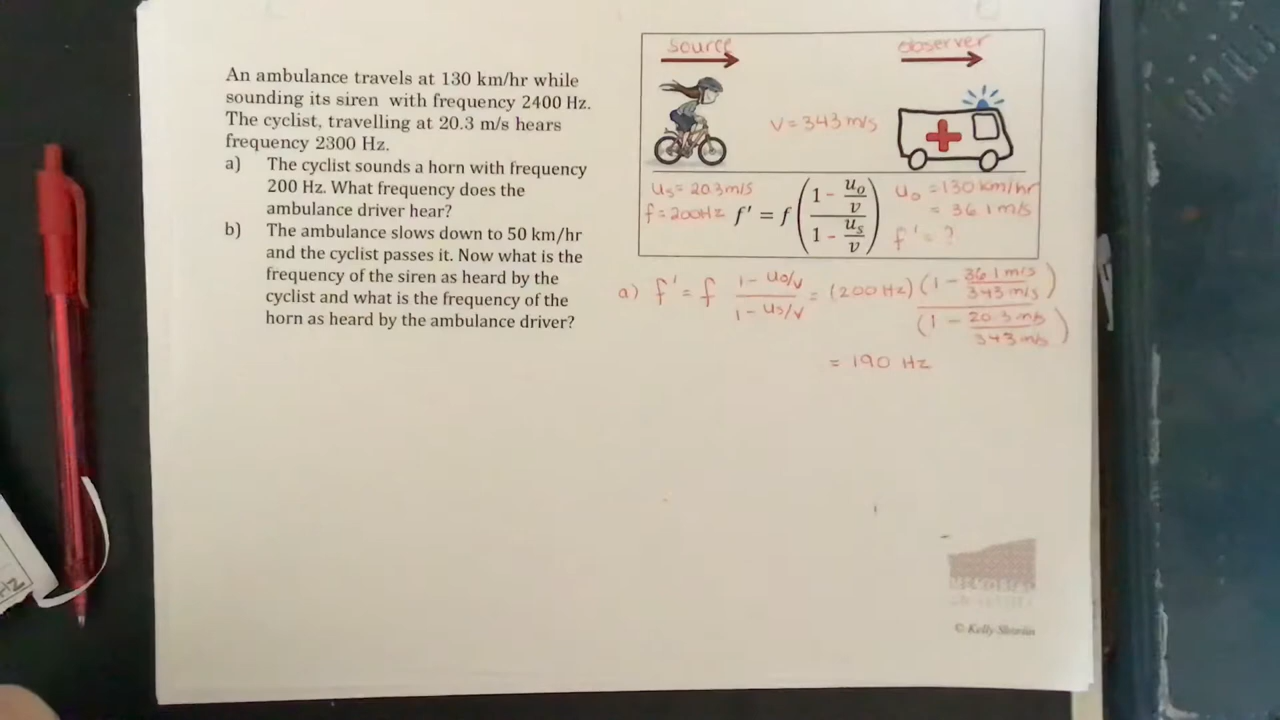 An ambulance travels at 130 km/hr while
sounding its siren with frequency 2400 Hz.
The cyclist, travelling at 20.3 m/s hears
frequency 2300 Hz.
a) The cyclist sounds a horn with frequency
200 Hz. What frequency does the
ambulance driver hear?
b) The ambulance slows down to 50 km/hr
and the cyclist passes it. Now what is the
frequency of the siren as heard by the
cyclist and what is the frequency of the
horn as heard by the ambulance driver?
source observer
v = 343 m/s
us = 20.3 m/s
f = 200 Hz
f' = f ( (1 - uo/v) / (1 - us/v) )
uo = 130 km/hr
= 36.1 m/s
f' = ?
a) f' = f (1 - uo/v) / (1 - us/v) = (200 Hz) (1 - 36.1 m/s / 343 m/s) / (1 - 20.3 m/s / 343 m/s)
= 190 Hz
Hz
© Kelly